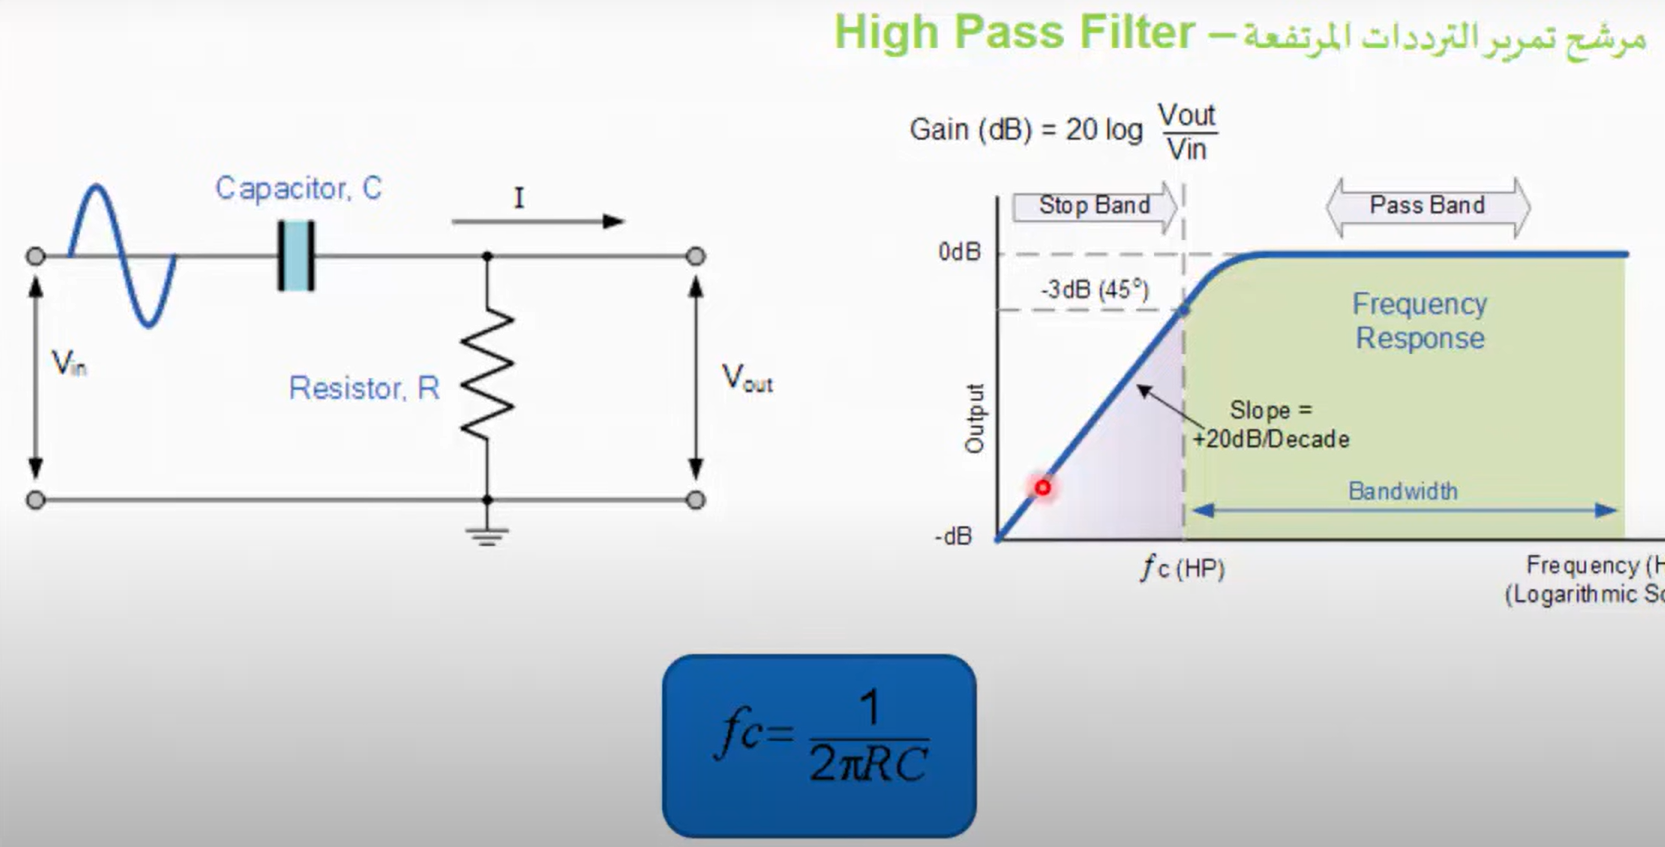 High Pass Filter – مرشح تمرير الترددات المرتفعة
Gain (dB) = 20 log Vout
Vin
Capacitor, C
I
Vin
Resistor, R
Vout
Stop Band
Pass Band
0dB
-3dB (45°)
Frequency
Response
Output
Slope =
+20dB/Decade
Bandwidth
-dB
fc (HP)
Frequency (H
(Logarithmic Sc
fc= 1
2πRC